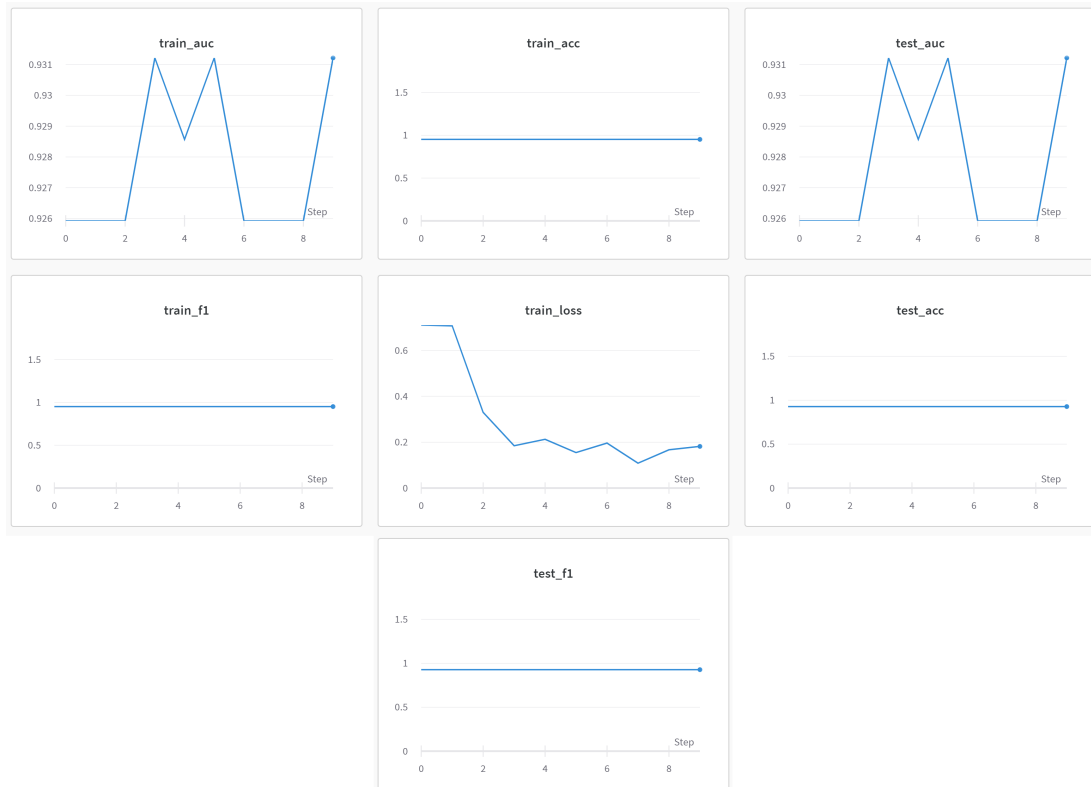 train_auc
0.931
0.93
0.929
0.928
0.927
0.926
Step
0 2 4 6 8
train_acc
1.5
1
0.5
0
Step
0 2 4 6 8
test_auc
0.931
0.93
0.929
0.928
0.927
0.926
Step
0 2 4 6 8
train_f1
1.5
1
0.5
0
Step
0 2 4 6 8
train_loss
0.6
0.4
0.2
0
Step
0 2 4 6 8
test_acc
1.5
1
0.5
0
Step
0 2 4 6 8
test_f1
1.5
1
0.5
0
Step
0 2 4 6 8